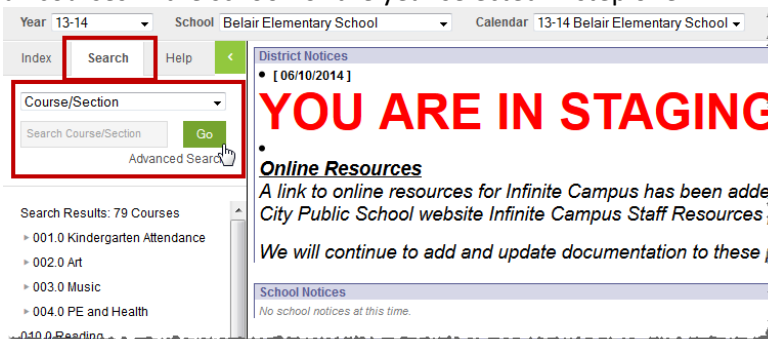 Year 13-14 School Belair Elementary School Calendar 13-14 Belair Elementary School
Index Search Help <
Course/Section
Search Course/Section Go
Advanced Search
Search Results: 79 Courses
001.0 Kindergarten Attendance
002.0 Art
003.0 Music
004.0 PE and Health
010.0 Reading
District Notices
• [ 06/10/2014 ]
YOU ARE IN STAGING
•
Online Resources
A link to online resources for Infinite Campus has been adde
City Public School website Infinite Campus Staff Resources
We will continue to add and update documentation to these
School Notices
No school notices at this time.